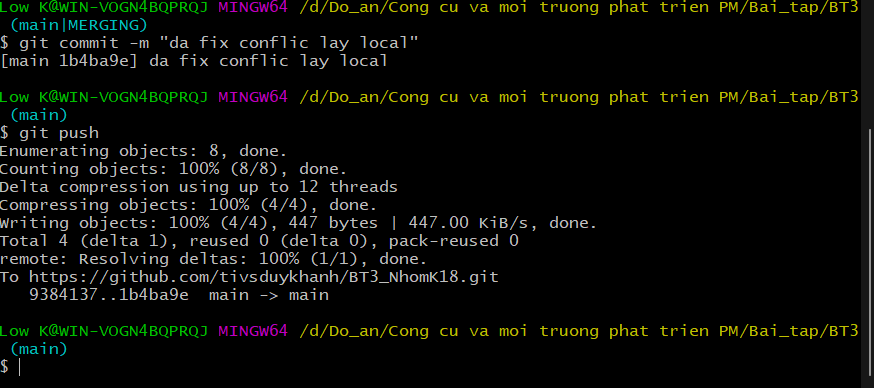 Low K@WIN-VOGN4BQPRQJ MINGW64 /d/Do_an/Cong cu va moi truong phat trien PM/Bai_tap/BT3
(main|MERGING)
$ git commit -m "da fix conflic lay local"
[main 1b4ba9e] da fix conflic lay local
Low K@WIN-VOGN4BQPRQJ MINGW64 /d/Do_an/Cong cu va moi truong phat trien PM/Bai_tap/BT3
(main)
$ git push
Enumerating objects: 8, done.
Counting objects: 100% (8/8), done.
Delta compression using up to 12 threads
Compressing objects: 100% (4/4), done.
Writing objects: 100% (4/4), 447 bytes | 447.00 KiB/s, done.
Total 4 (delta 1), reused 0 (delta 0), pack-reused 0
remote: Resolving deltas: 100% (1/1), done.
To https://github.com/tivsduykhanh/BT3_NhomK18.git
9384137..1b4ba9e  main -> main
Low K@WIN-VOGN4BQPRQJ MINGW64 /d/Do_an/Cong cu va moi truong phat trien PM/Bai_tap/BT3
(main)
$